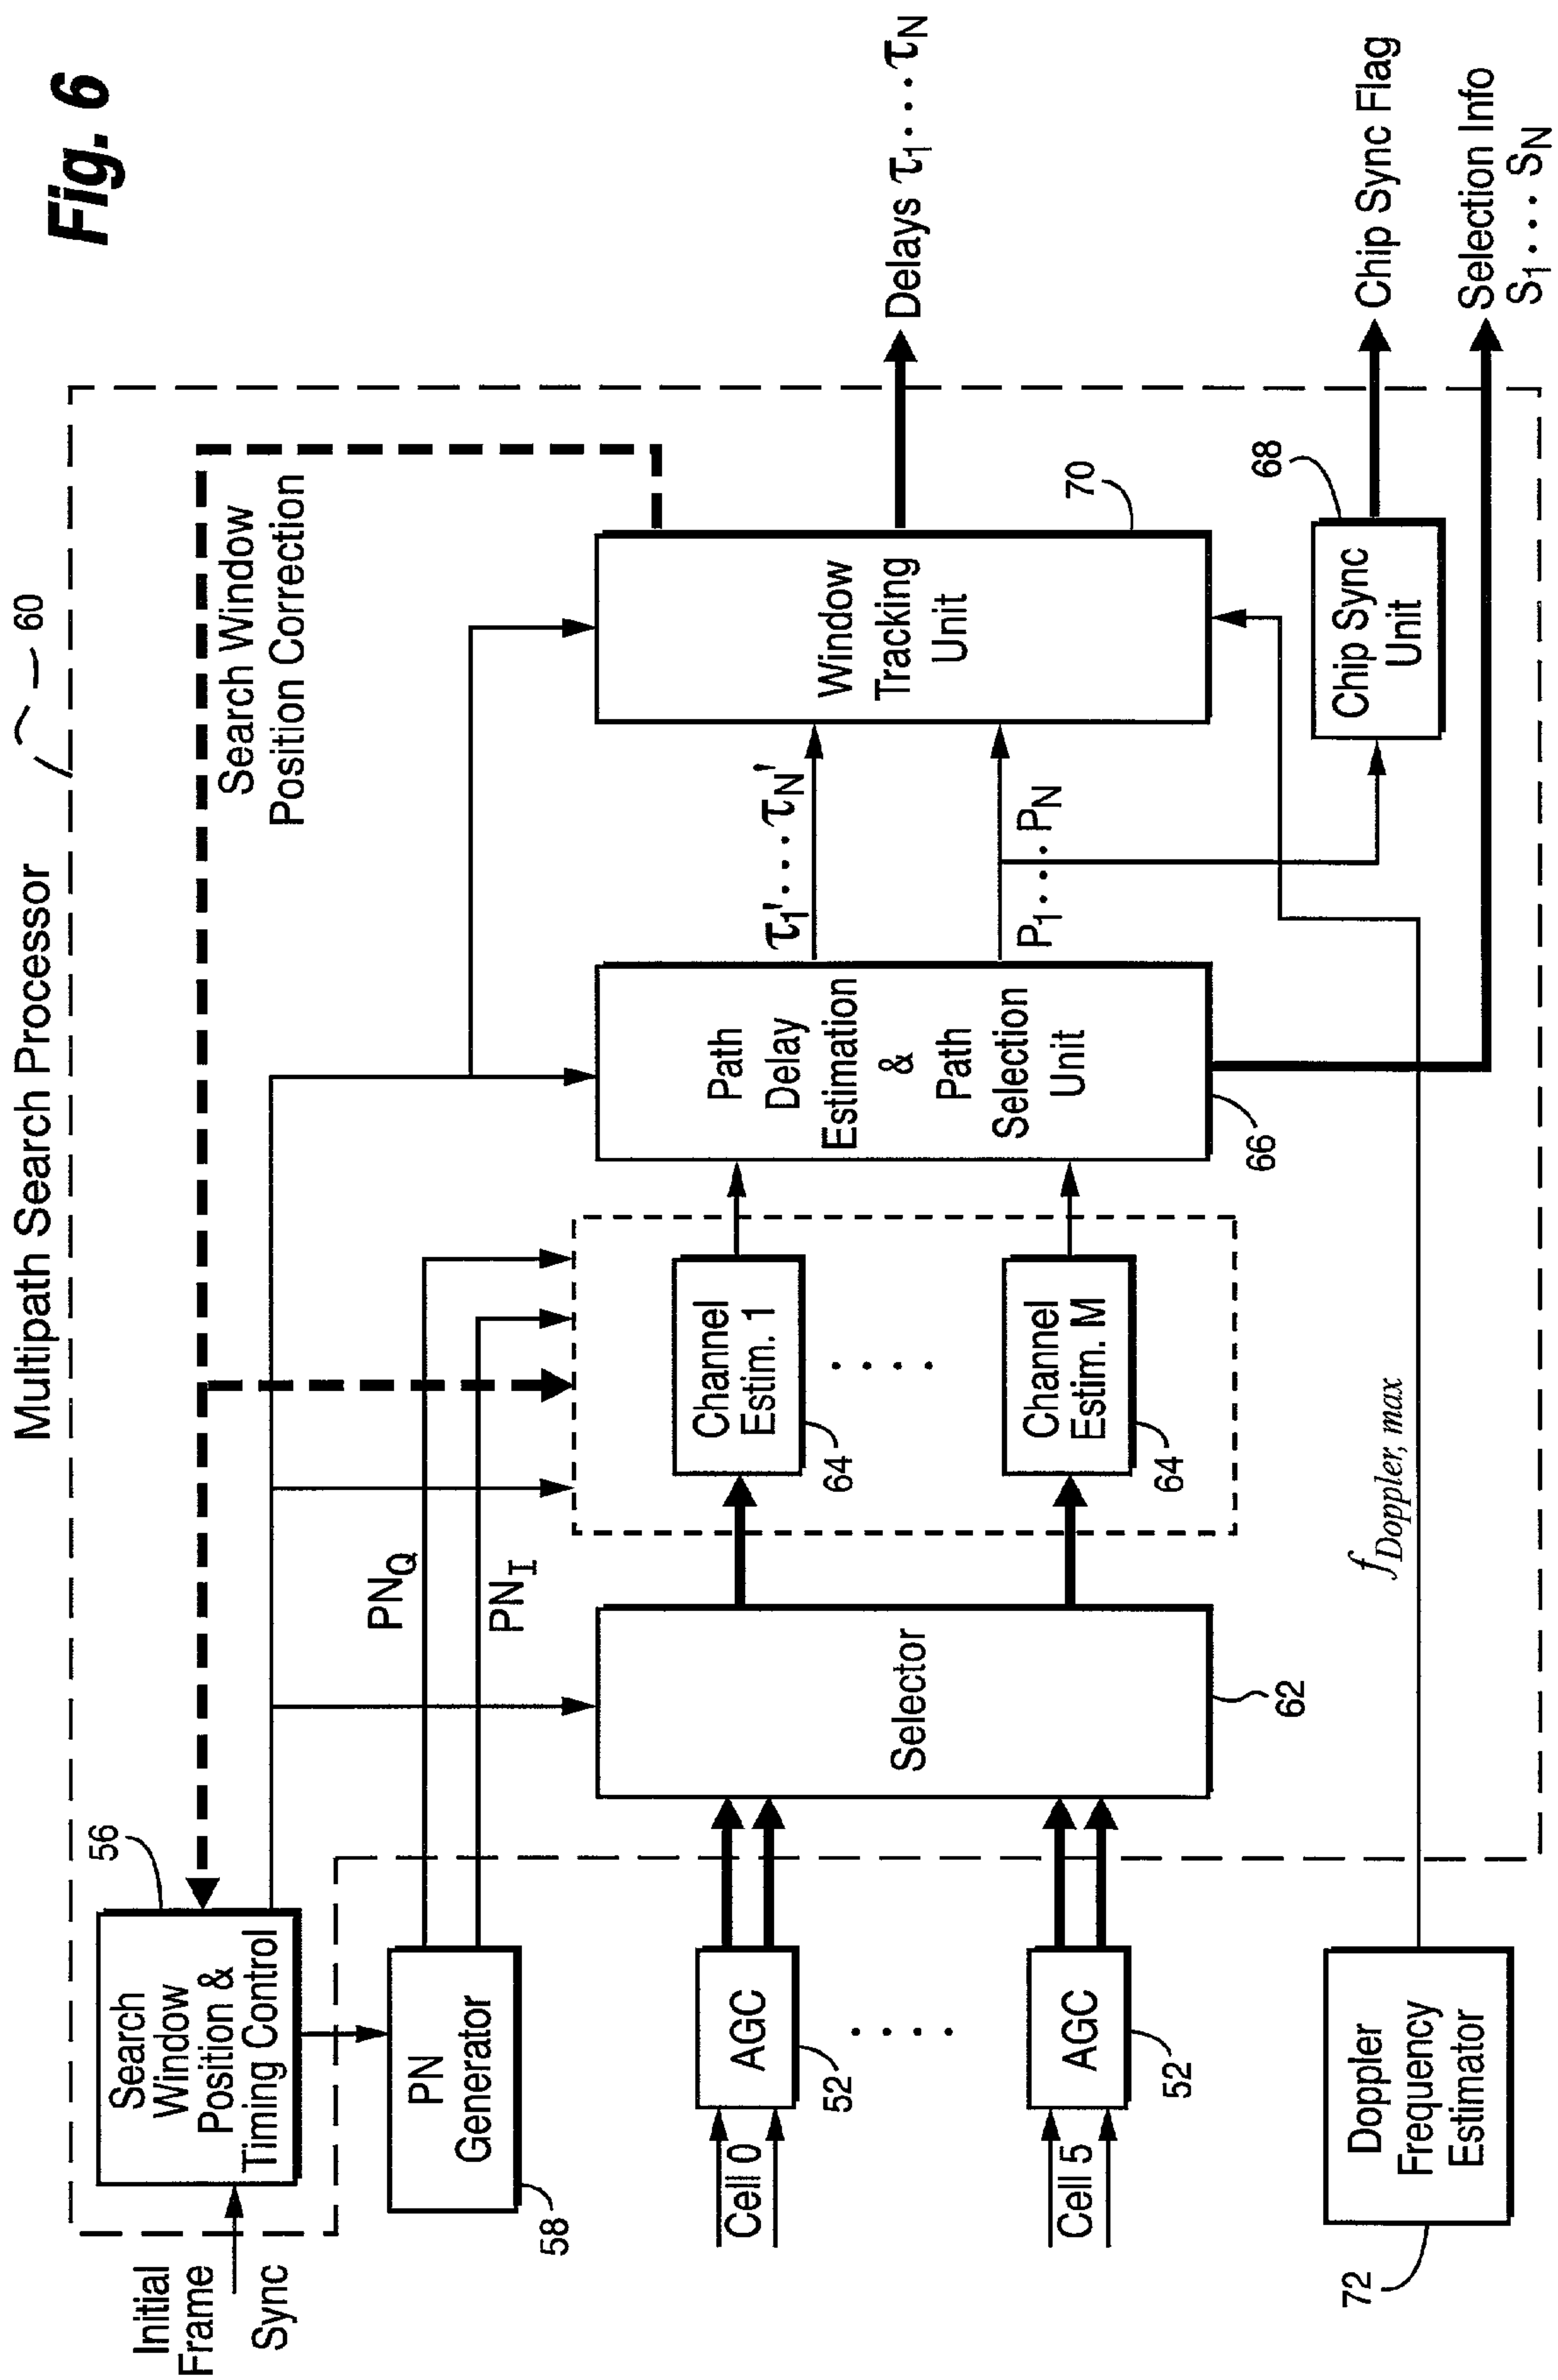 Fig. 6
Multipath Search Processor
60
Search Window
Position Correction
Initial
Frame
Sync
Search
Window
Position &
Timing Control
56
PN
Generator
58
PNQ
PNI
Cell 0
AGC
52
. . . .
Cell 5
AGC
52
Selector
62
Channel
Estim. 1
64
. . . .
Channel
Estim. M
64
Path
Delay
Estimation
&
Path
Selection
Unit
66
τ1'....τN'
P1....PN
Window
Tracking
Unit
70
Chip Sync
Unit
68
Doppler
Frequency
Estimator
72
fDoppler, max
Delays τ1....τN
Chip Sync Flag
Selection Info
S1.... SN